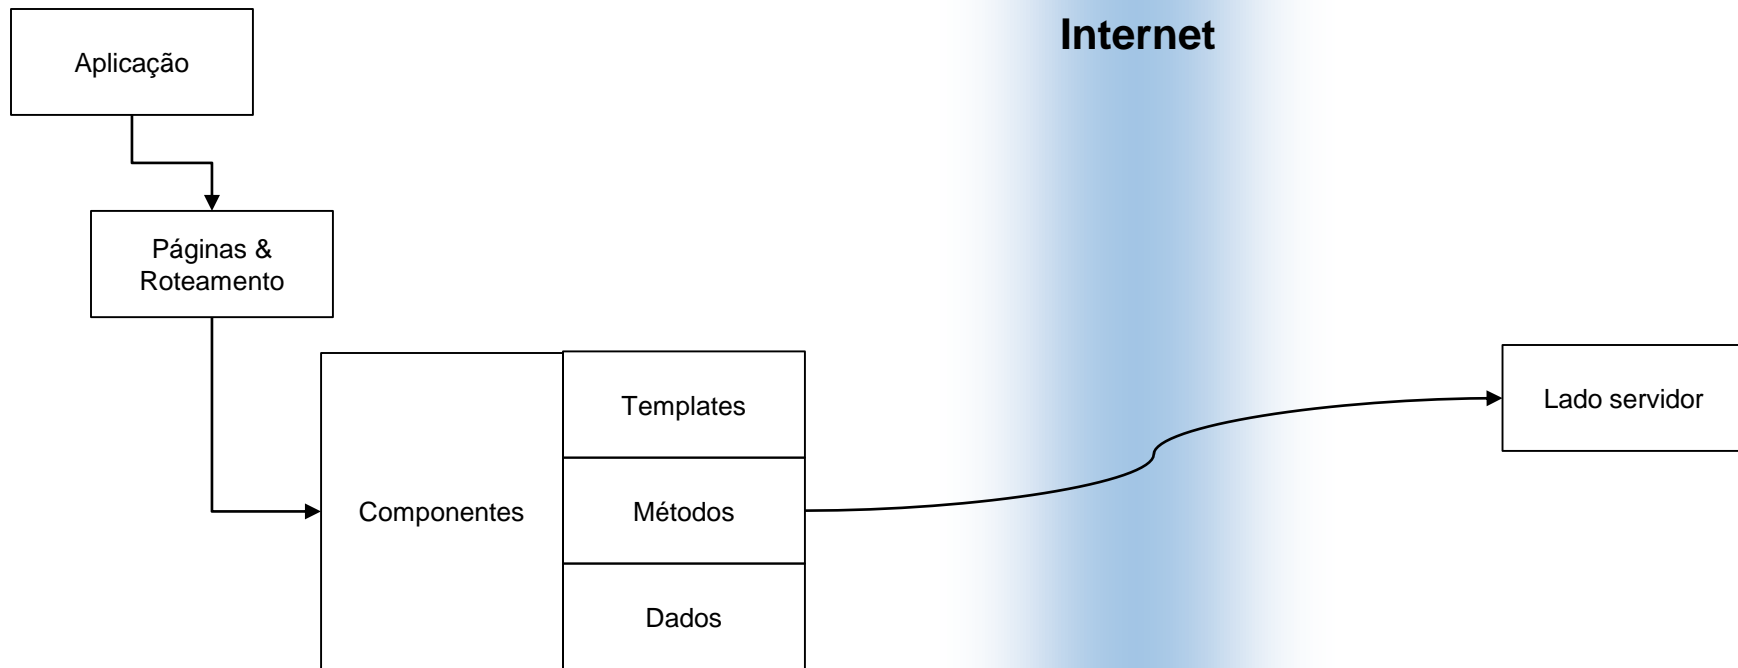 Internet
Aplicação
Páginas &
Roteamento
Templates
Lado servidor
Componentes
Métodos
Dados